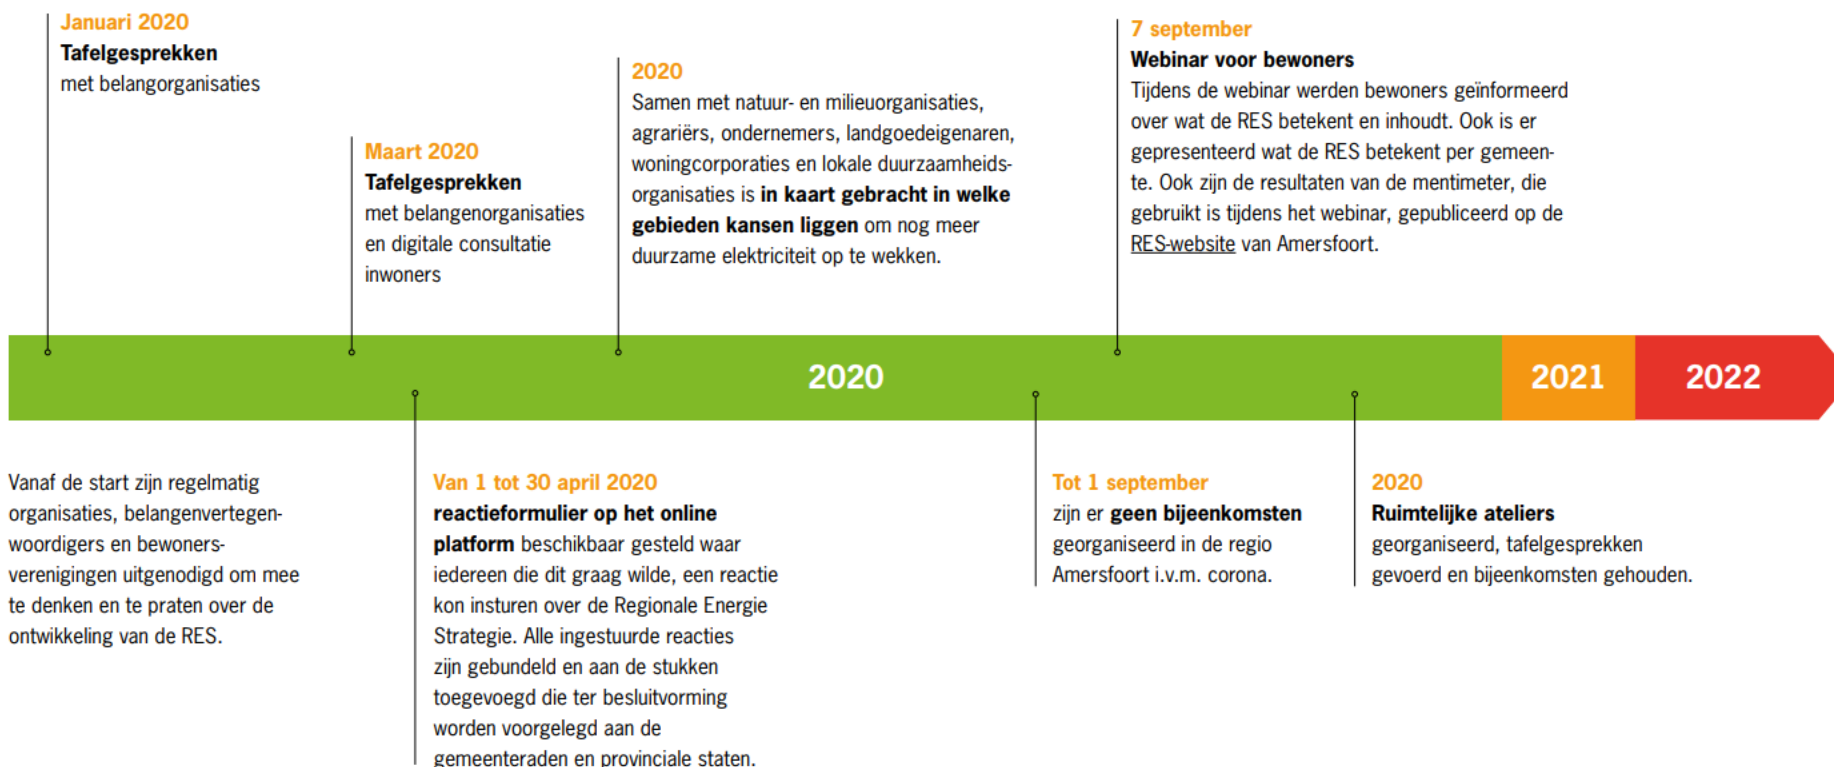 Januari 2020
Tafelgesprekken
met belangorganisaties
Maart 2020
Tafelgesprekken
met belangenorganisaties
en digitale consultatie
inwoners
2020
Samen met natuur- en milieuorganisaties,
agrariërs, ondernemers, landgoedeigenaren,
woningcorporaties en lokale duurzaamheids-
organisaties is in kaart gebracht in welke
gebieden kansen liggen om nog meer
duurzame elektriciteit op te wekken.
7 september
Webinar voor bewoners
Tijdens de webinar werden bewoners geïnformeerd
over wat de RES betekent en inhoudt. Ook is er
gepresenteerd wat de RES betekent per gemeen-
te. Ook zijn de resultaten van de mentimeter, die
gebruikt is tijdens het webinar, gepubliceerd op de
RES-website van Amersfoort.
2020
2021
2022
Vanaf de start zijn regelmatig
organisaties, belangenvertegen-
woordigers en bewoners-
verenigingen uitgenodigd om mee
te denken en te praten over de
ontwikkeling van de RES.
Van 1 tot 30 april 2020
reactieformulier op het online
platform beschikbaar gesteld waar
iedereen die dit graag wilde, een reactie
kon insturen over de Regionale Energie
Strategie. Alle ingestuurde reacties
zijn gebundeld en aan de stukken
toegevoegd die ter besluitvorming
worden voorgelegd aan de
gemeenteraden en provinciale staten.
Tot 1 september
zijn er geen bijeenkomsten
georganiseerd in de regio
Amersfoort i.v.m. corona.
2020
Ruimtelijke ateliers
georganiseerd, tafelgesprekken
gevoerd en bijeenkomsten gehouden.